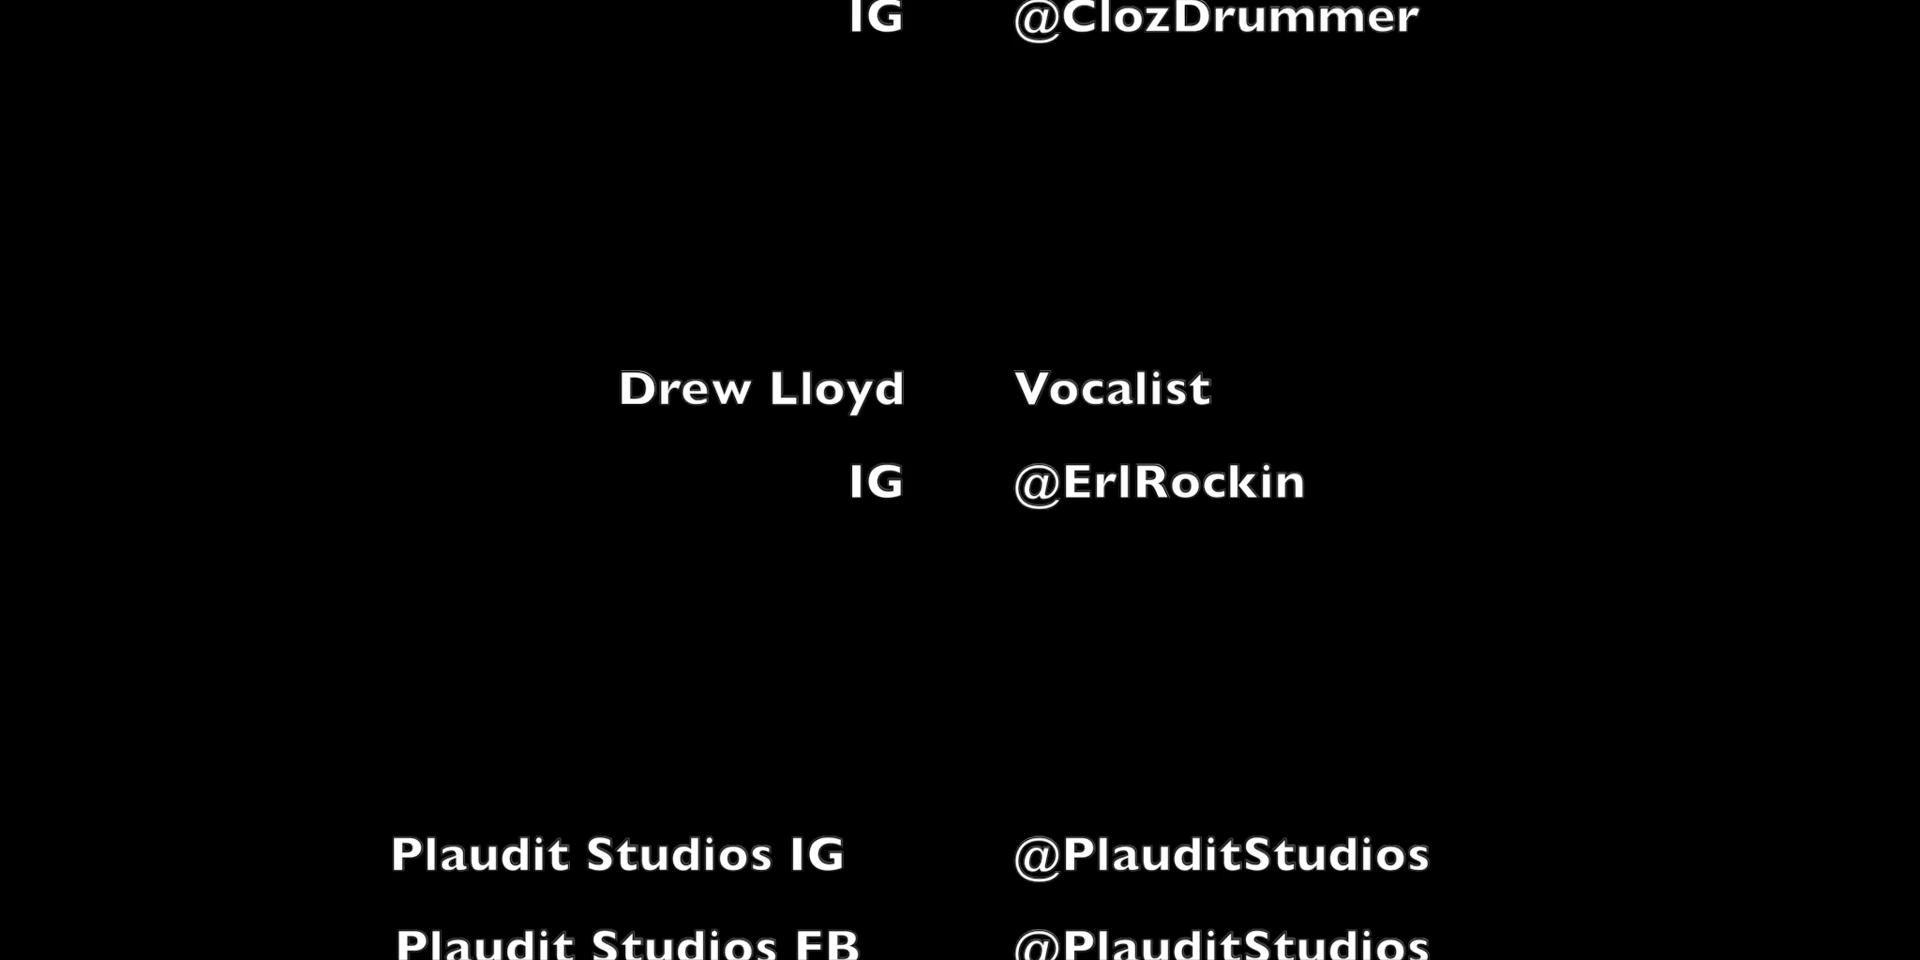 IG @ClozDrummer
Drew Lloyd Vocalist
IG @ErlRockin
Plaudit Studios IG @PlauditStudios
Plaudit Studios FB @PlauditStudios